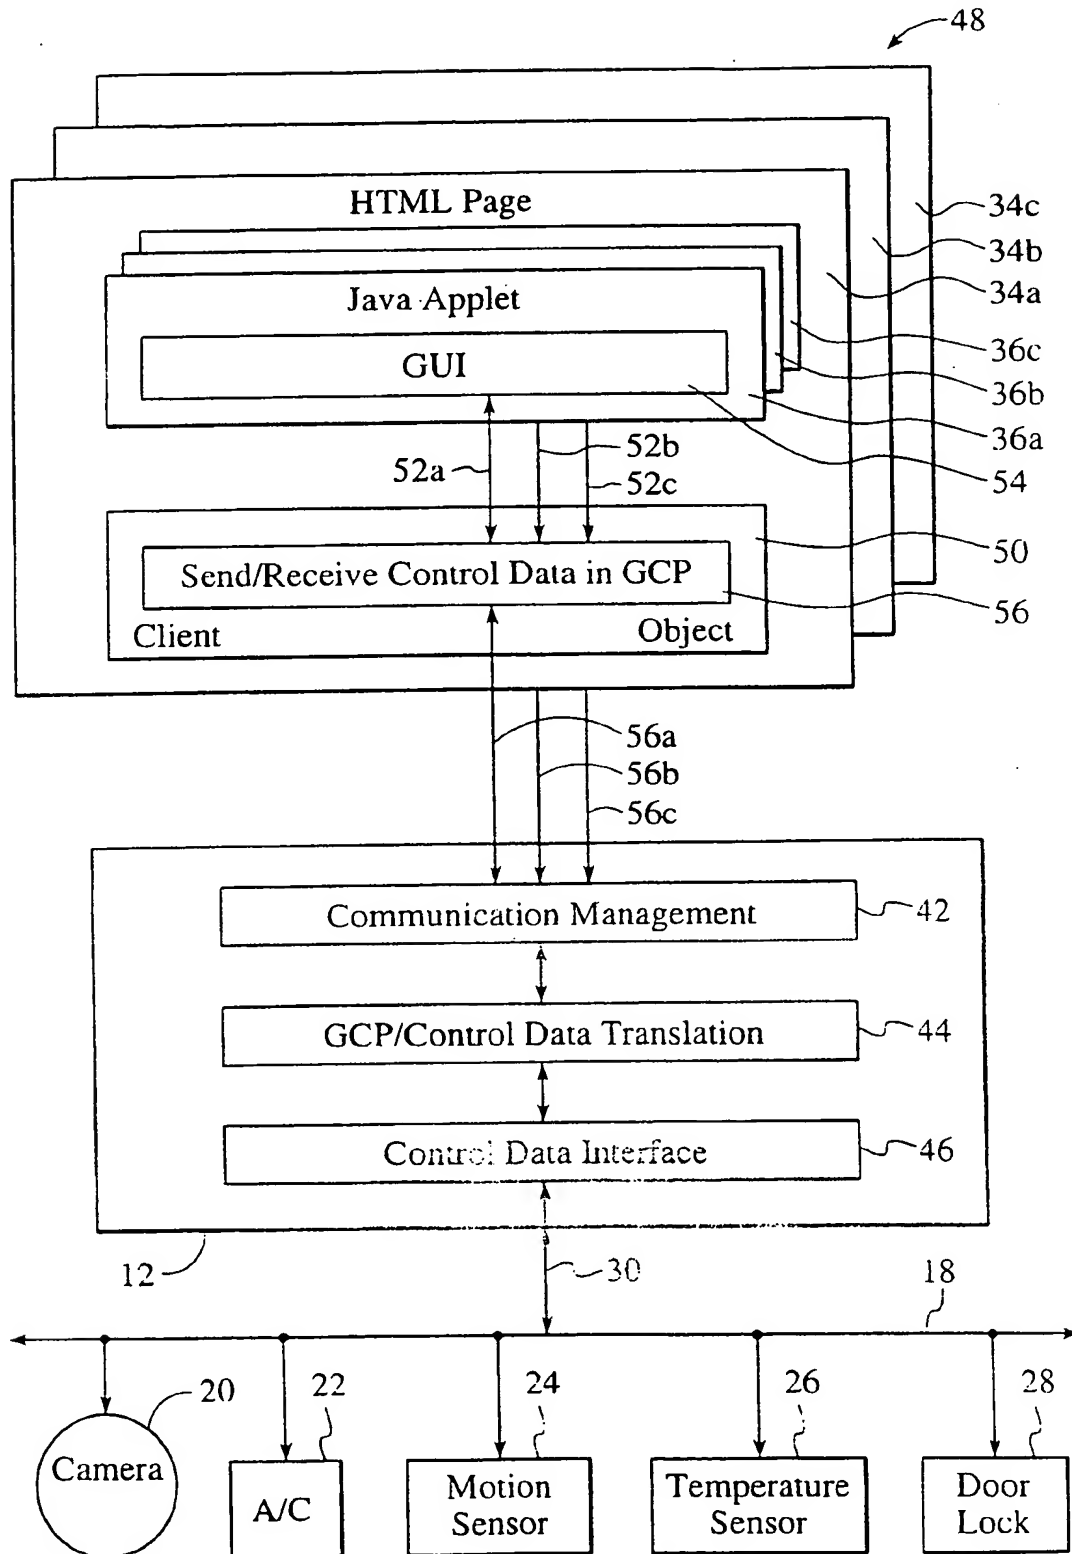 48
HTML Page
34c
34b
34a
Java Applet
36c
GUI
36b
36a
52b
52a
54
52c
50
Send/Receive Control Data in GCP
56
Client
Object
56a
56b
56c
Communication Management
42
GCP/Control Data Translation
44
Control Data Interface
46
12
30
18
20
22
24
26
28
Camera
A/C
Motion
Sensor
Temperature
Sensor
Door
Lock